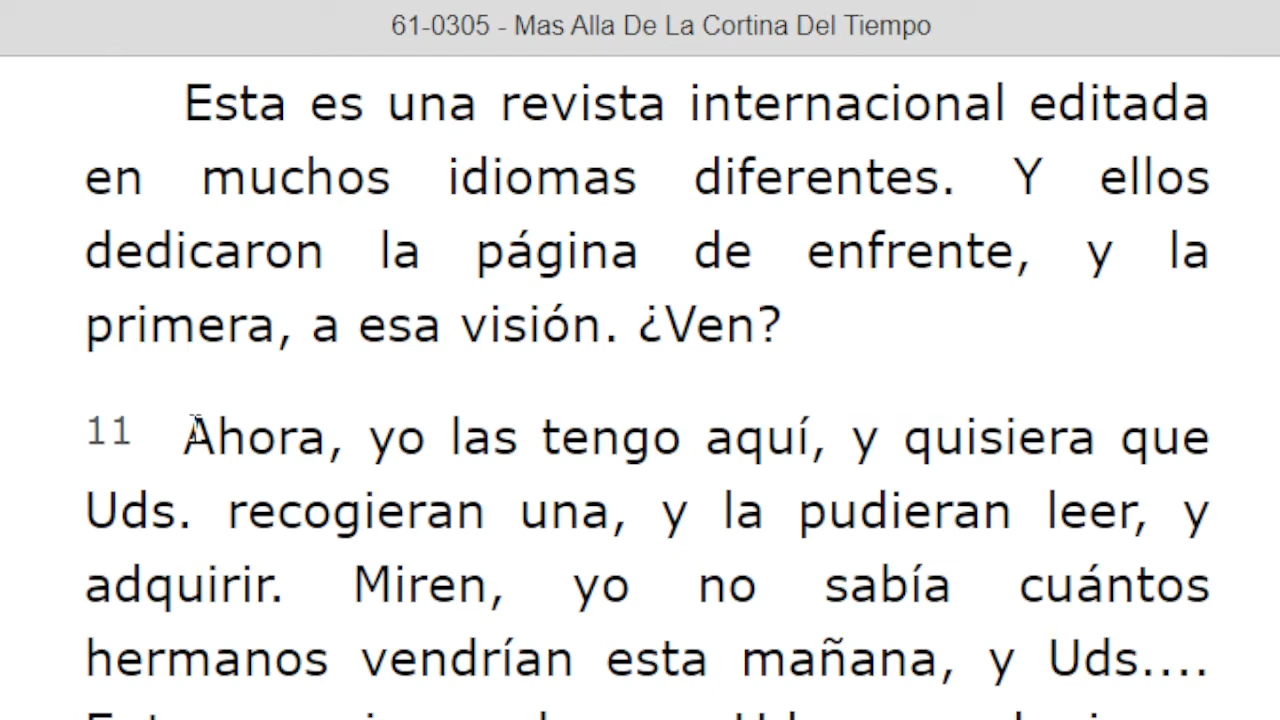 61-0305 - Mas Alla De La Cortina Del Tiempo
Esta es una revista internacional editada
en muchos idiomas diferentes. Y ellos
dedicaron la página de enfrente, y la
primera, a esa visión. ¿Ven?
11 Ahora, yo las tengo aquí, y quisiera que
Uds. recogieran una, y la pudieran leer, y
adquirir. Miren, yo no sabía cuántos
hermanos vendrían esta mañana, y Uds....